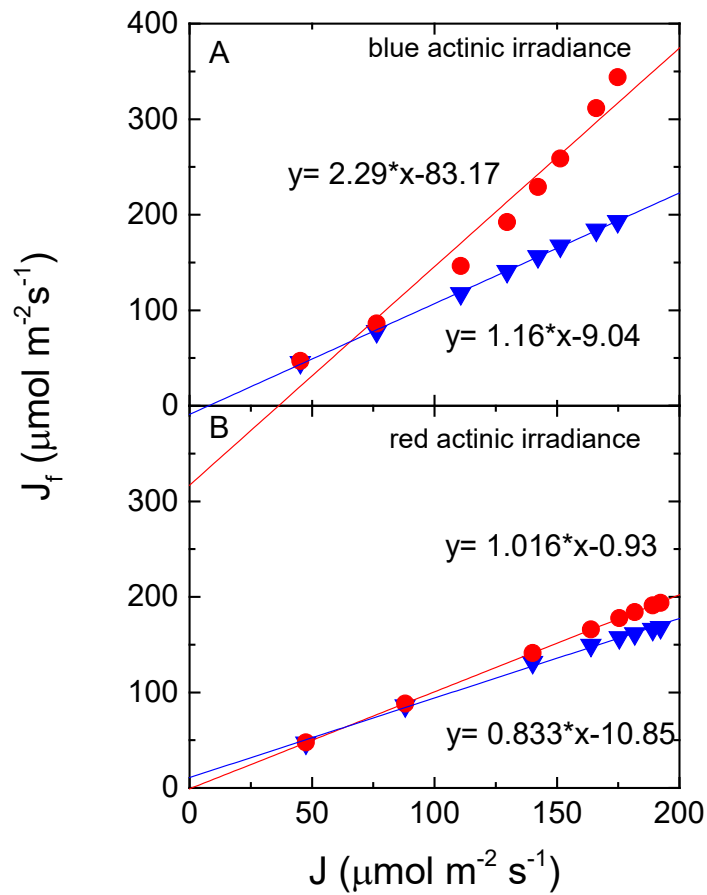 400
A
blue actinic irradiance
300
y= 2.29*x-83.17
200
100
y= 1.16*x-9.04
0
B
red actinic irradiance
300
y= 1.016*x-0.93
200
100
y= 0.833*x-10.85
0
0 50 100 150 200
J (μmol m⁻² s⁻¹)
J_f (μmol m⁻²s⁻¹)